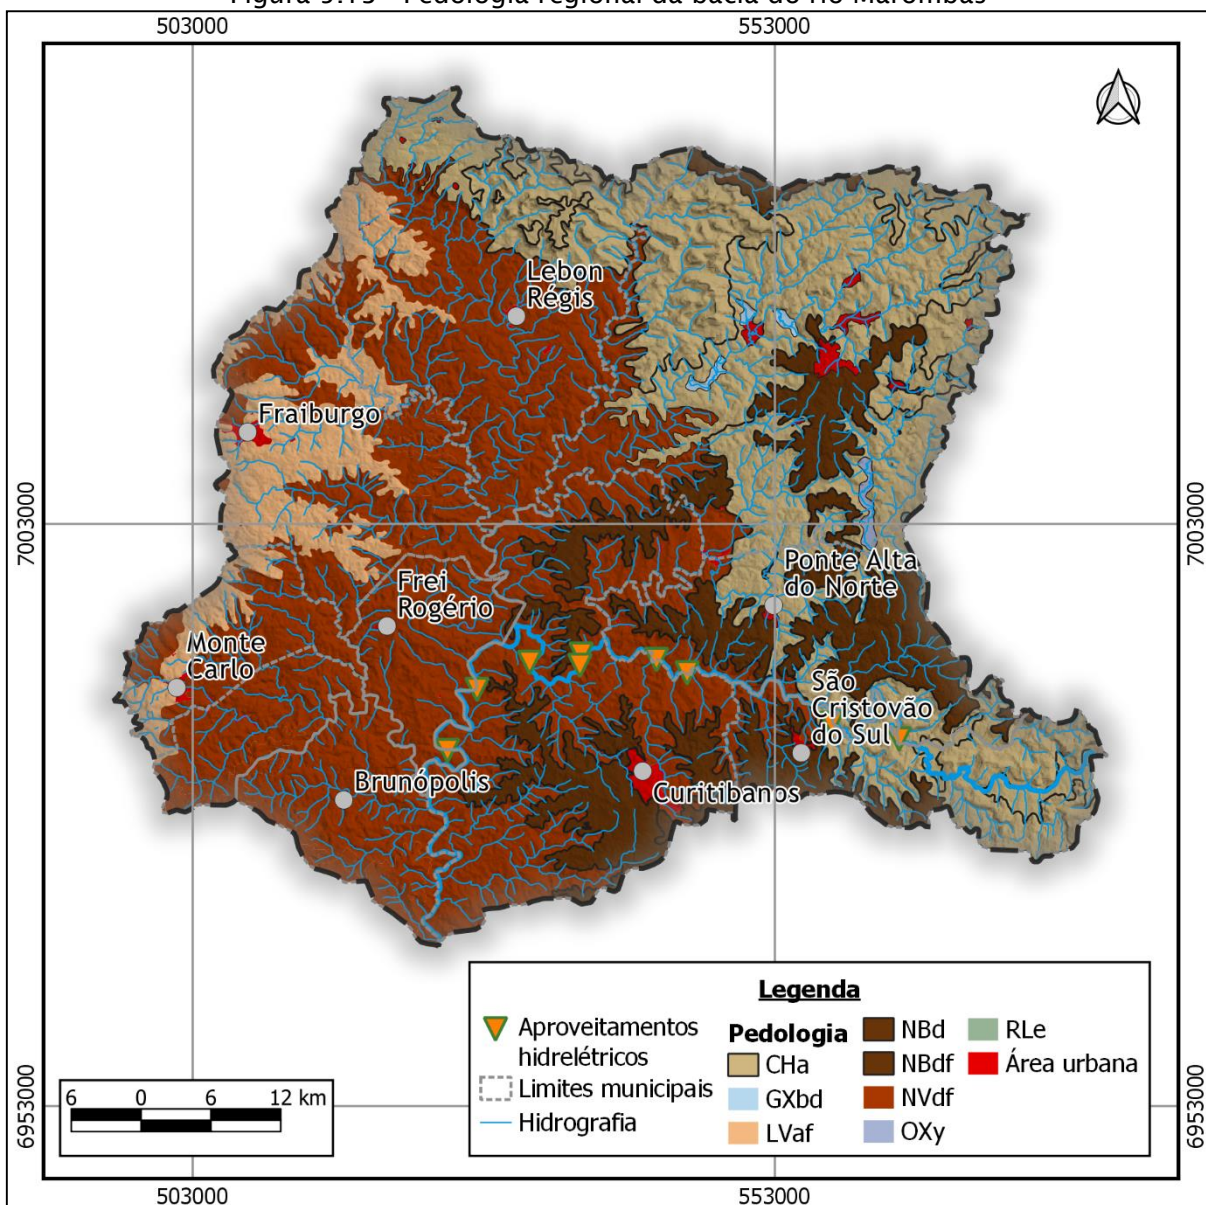 503000
553000
Lebon
Régis
Fraiburgo
7003000
7003000
Ponte Alta
do Norte
Frei
Rogério
Monte
Carlo
São
Cristovão
do Sul
Brunópolis
Curitibanos
Legenda
Aproveitamentos
hidrelétricos
Limites municipais
Hidrografia
Pedologia
CHa
GXbd
LVaf
NBd
NBdf
NVdf
OXy
RLe
Área urbana
6 0 6 12 km
6953000
6953000
503000
553000